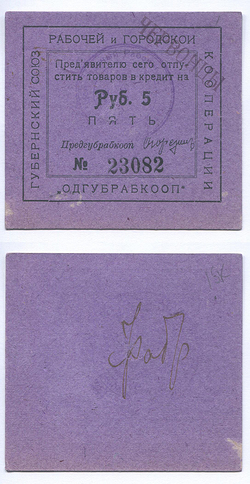 РАБОЧЕЙ и ГОРОДСКОЙ
ГУБЕРНСКИЙ СОЮЗ
КООПЕРАЦИИ
Пред'явителю сего отпу-
стить товаров в кредит на
Руб. 5
ПЯТЬ
Предгубрабкооп
№ 23082
"ОДГУБРАБКООП"